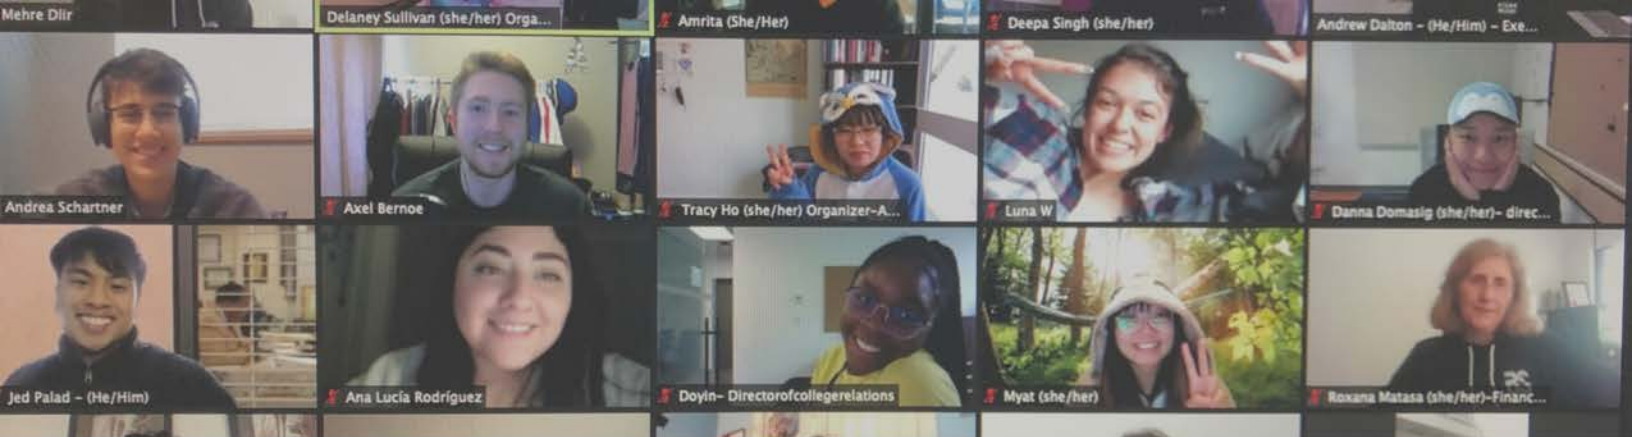 Mehre Dlir
Delaney Sullivan (she/her) Orga...
Amrita (She/Her)
Deepa Singh (she/her)
Andrew Dalton - (He/Him) - Exe...
Andrea Schartner
Axel Bernoe
Tracy Ho (she/her) Organizer-A...
Luna W
Danna Domasig (she/her)- direc...
Jed Palad - (He/Him)
Ana Lucía Rodríguez
Doyin- Directorofcollegerelations
Myat (she/her)
Roxana Matasa (she/her)-Financ...